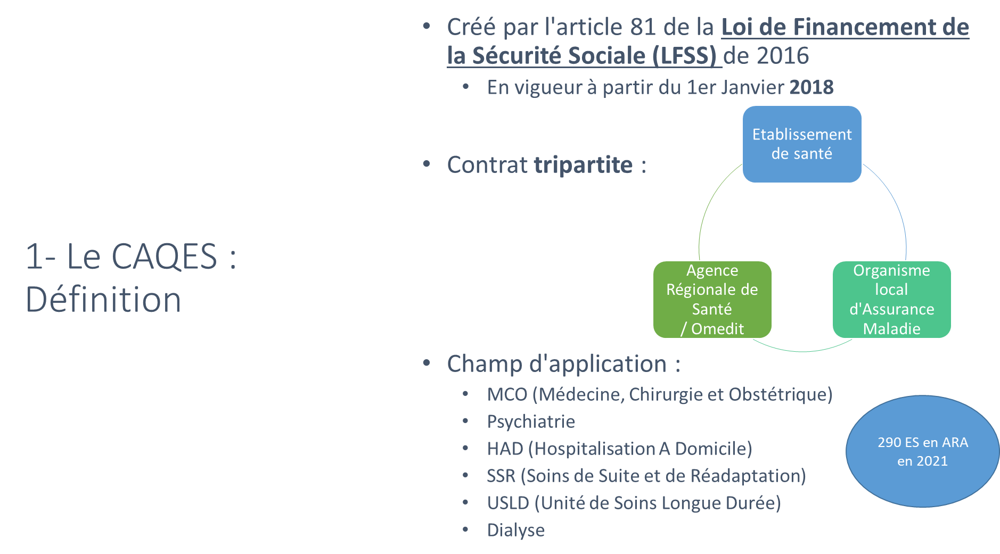 1- Le CAQES :
Définition
• Créé par l'article 81 de la Loi de Financement de
la Sécurité Sociale (LFSS) de 2016
• En vigueur à partir du 1er Janvier 2018
• Contrat tripartite :
Etablissement
de santé
Agence
Régionale de
Santé
/ Omedit
Organisme
local
d'Assurance
Maladie
• Champ d'application :
• MCO (Médecine, Chirurgie et Obstétrique)
• Psychiatrie
• HAD (Hospitalisation A Domicile)
• SSR (Soins de Suite et de Réadaptation)
• USLD (Unité de Soins Longue Durée)
• Dialyse
290 ES en ARA
en 2021